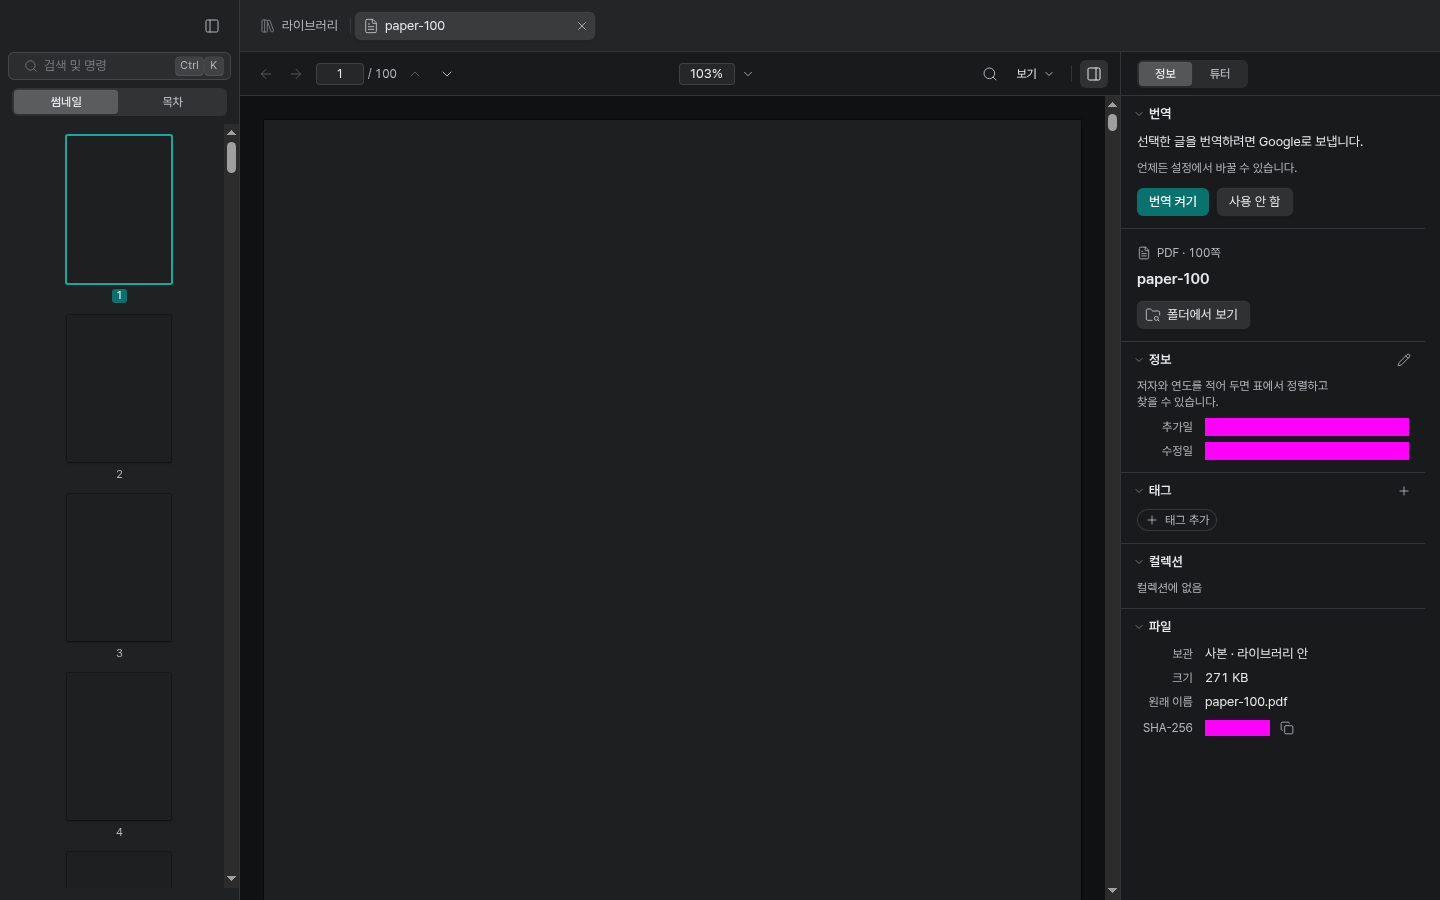 라이브러리
paper-100
검색 및 명령 Ctrl K
썸네일 목차
1
2
3
4
1 / 100
103%
보기
정보 튜터
번역
선택한 글을 번역하려면 Google로 보냅니다.
언제든 설정에서 바꿀 수 있습니다.
번역 켜기 사용 안 함
PDF · 100쪽
paper-100
폴더에서 보기
정보
저자와 연도를 적어 두면 표에서 정렬하고
찾을 수 있습니다.
추가일
수정일
태그
태그 추가
컬렉션
컬렉션에 없음
파일
보관 사본 · 라이브러리 안
크기 271 KB
원래 이름 paper-100.pdf
SHA-256